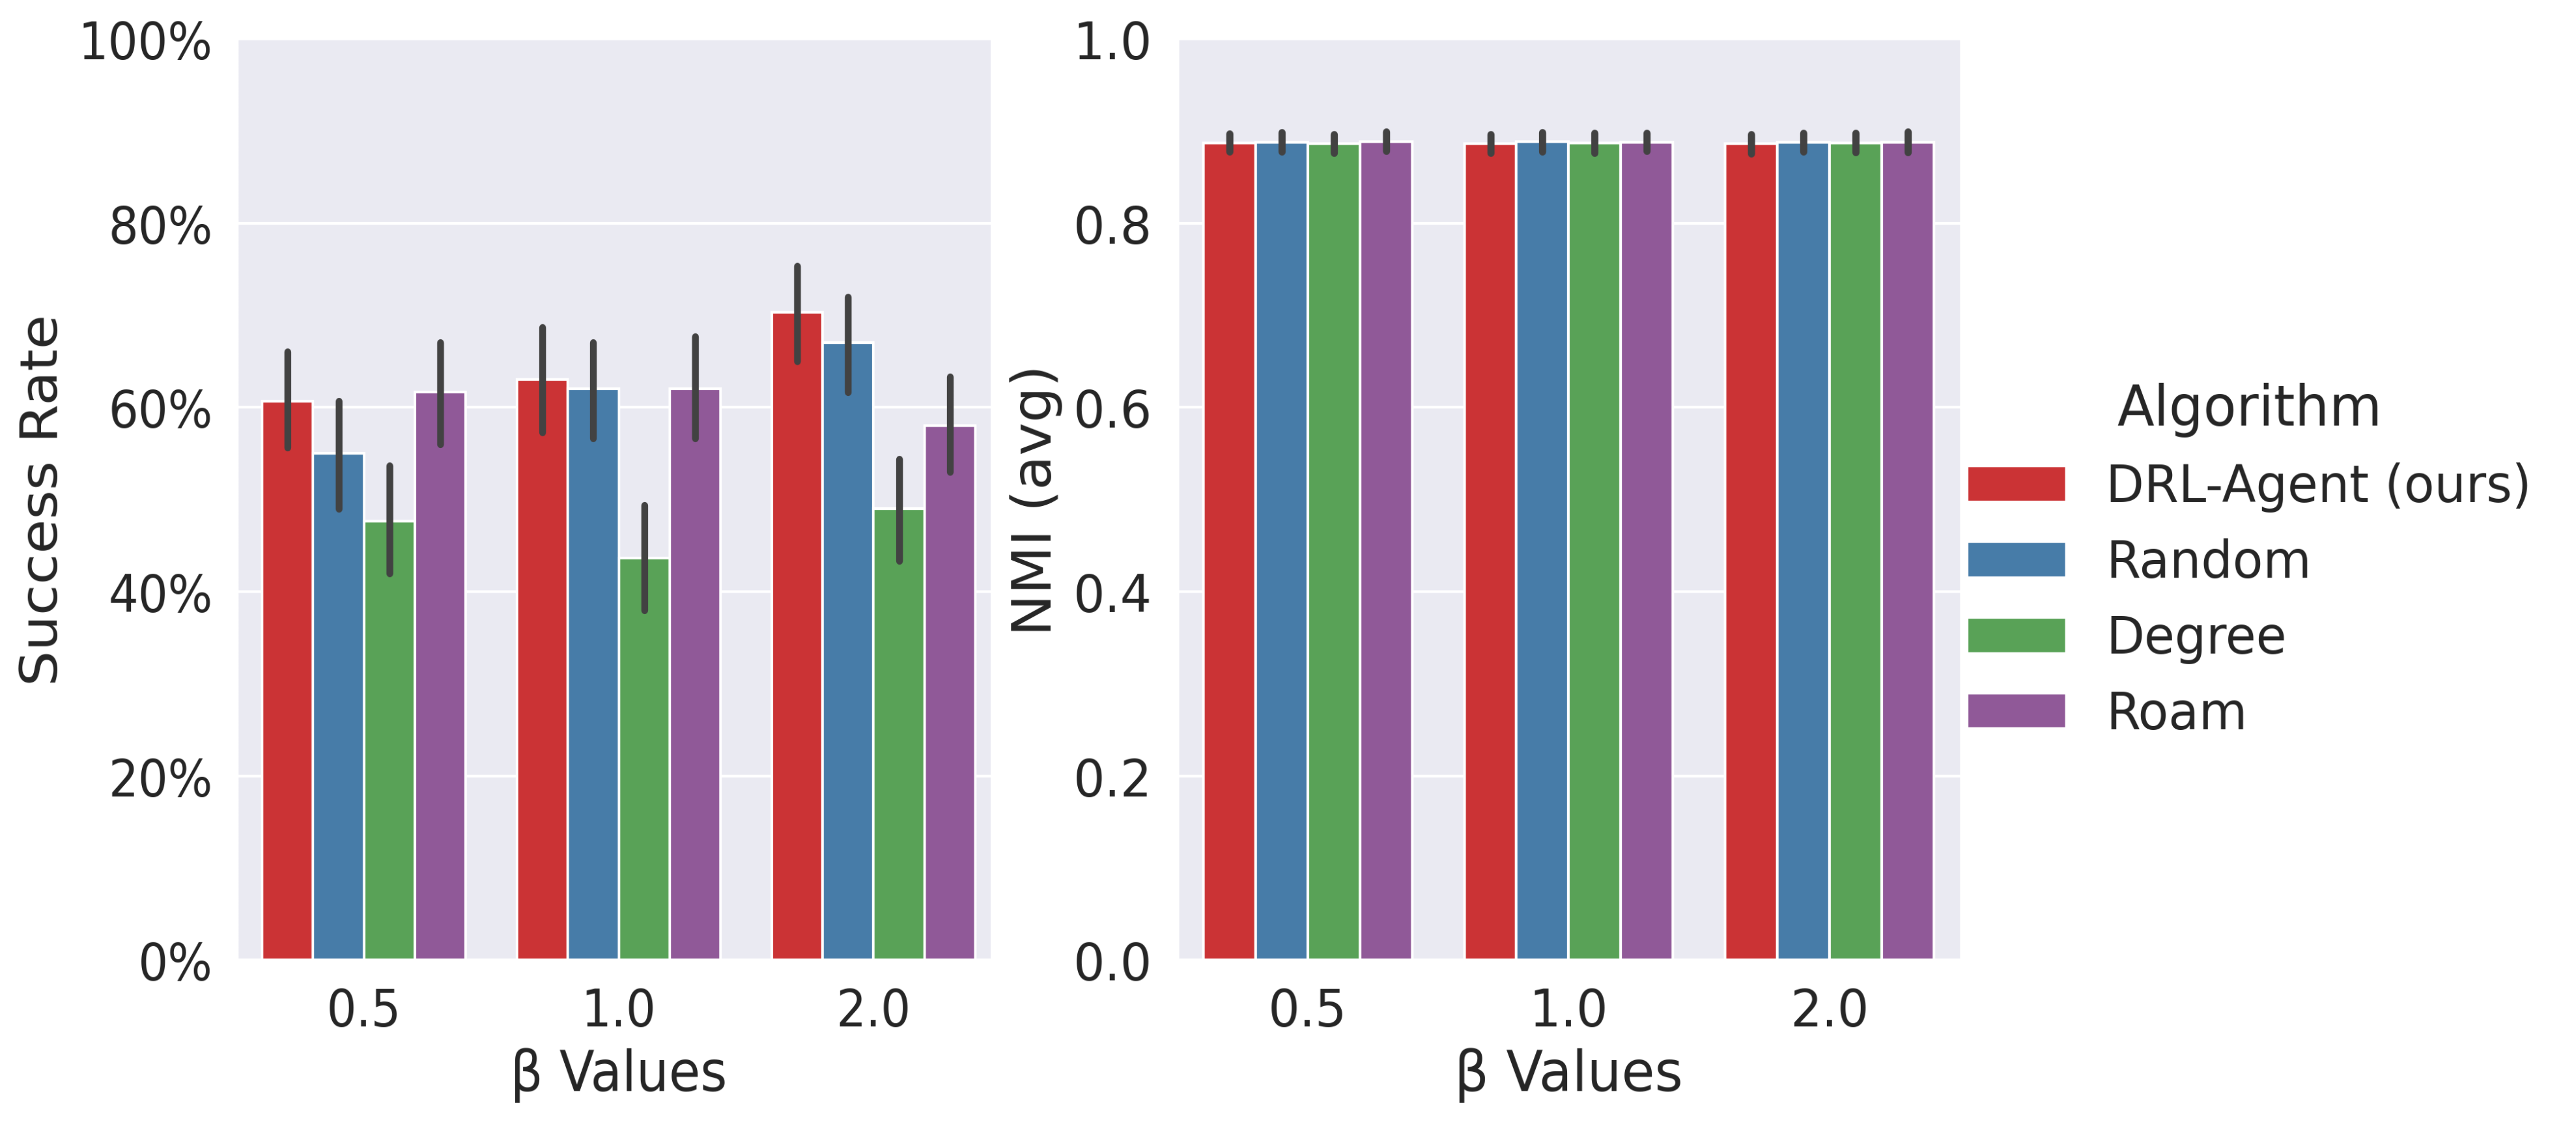 100%
80%
60%
40%
20%
0%
Success Rate
0.5 1.0 2.0
β Values
1.0
0.8
0.6
0.4
0.2
0.0
NMI (avg)
0.5 1.0 2.0
β Values
Algorithm
DRL-Agent (ours)
Random
Degree
Roam